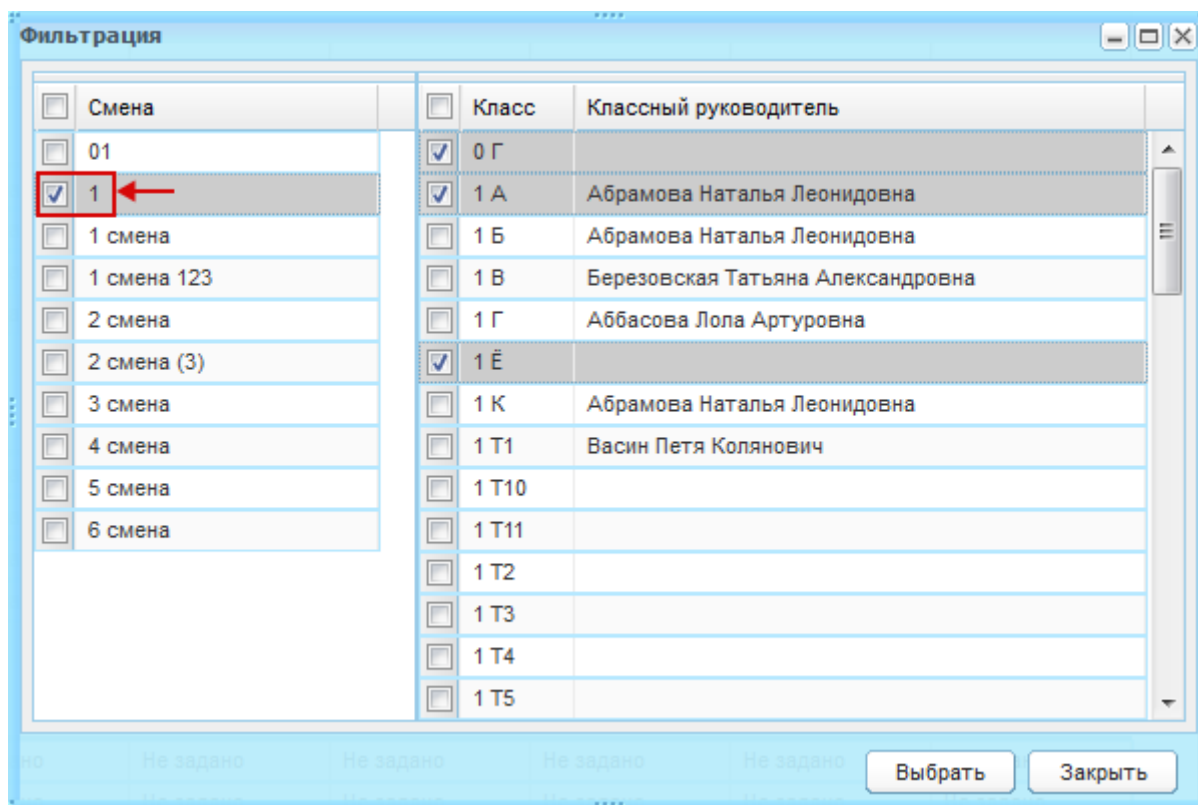 Фильтрация
Смена
01
1
1 смена
1 смена 123
2 смена
2 смена (3)
3 смена
4 смена
5 смена
6 смена
Класс Классный руководитель
0 Г
1 А Абрамова Наталья Леонидовна
1 Б Абрамова Наталья Леонидовна
1 В Березовская Татьяна Александровна
1 Г Аббасова Лола Артуровна
1 Ё
1 К Абрамова Наталья Леонидовна
1 Т1 Васин Петя Колянович
1 Т10
1 Т11
1 Т2
1 Т3
1 Т4
1 Т5
Не задано Не задано Не задано Не задано
Выбрать Закрыть